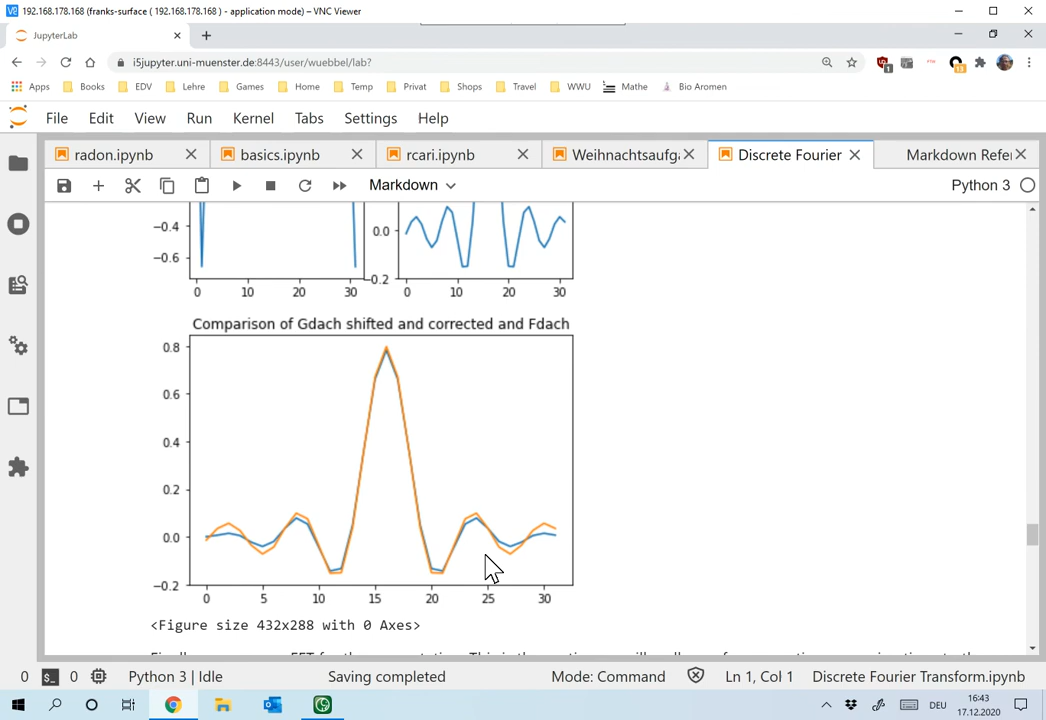 192.168.178.168 (franks-surface ( 192.168.178.168 ) - application mode) – VNC Viewer
JupyterLab
i5jupyter.uni-muenster.de:8443/user/wuebbel/lab?
Apps Books EDV Lehre Games Home Temp Privat Shops Travel WWU Mathe Bio Aromen
File Edit View Run Kernel Tabs Settings Help
radon.ipynb basics.ipynb rcari.ipynb Weihnachtsaufg Discrete Fourier Markdown Refe
Markdown Python 3
−0.4
−0.6
0 10 20 30
0.0
−0.2
0 10 20 30
Comparison of Gdach shifted and corrected and Fdach
0.8
0.6
0.4
0.2
0.0
−0.2
0 5 10 15 20 25 30
<Figure size 432x288 with 0 Axes>
0 0 Python 3 | Idle Saving completed Mode: Command Ln 1, Col 1 Discrete Fourier Transform.ipynb
DEU 16:43
17.12.2020